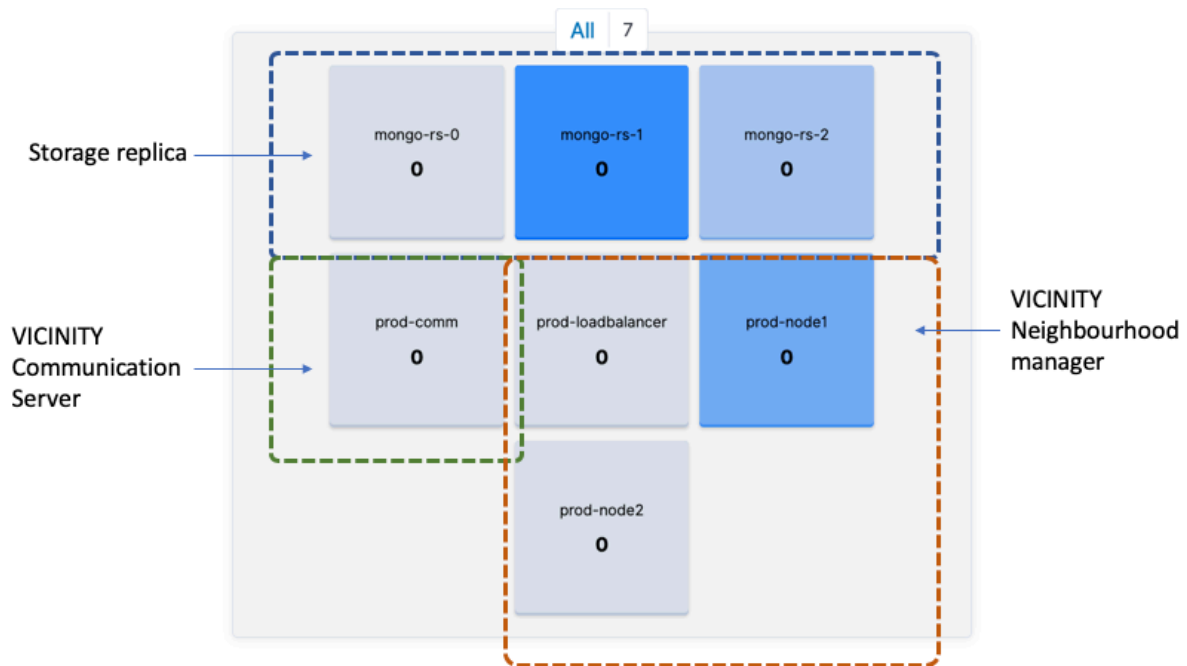 All 7
mongo-rs-0
0
mongo-rs-1
0
mongo-rs-2
0
Storage replica
prod-comm
0
prod-loadbalancer
0
prod-node1
0
VICINITY
Communication
Server
VICINITY
Neighbourhood
manager
prod-node2
0